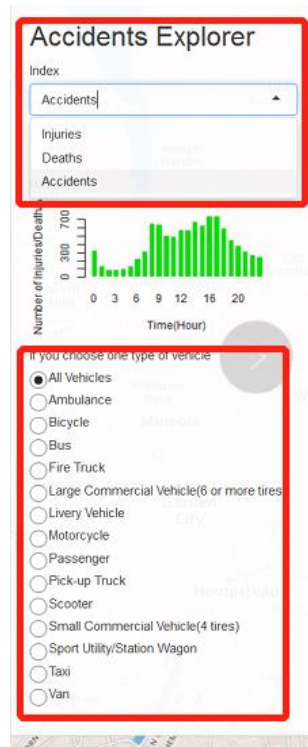 Accidents Explorer
Index
Accidents
Injuries
Deaths
Accidents
Number of Injuries/Deaths
0 300 700
0 3 6 9 12 16 20
Time(Hour)
If you choose one type of vehicle
All Vehicles
Ambulance
Bicycle
Bus
Fire Truck
Large Commercial Vehicle(6 or more tires
Livery Vehicle
Motorcycle
Passenger
Pick-up Truck
Scooter
Small Commercial Vehicle(4 tires)
Sport Utility/Station Wagon
Taxi
Van
Mineola
City
Hempstead